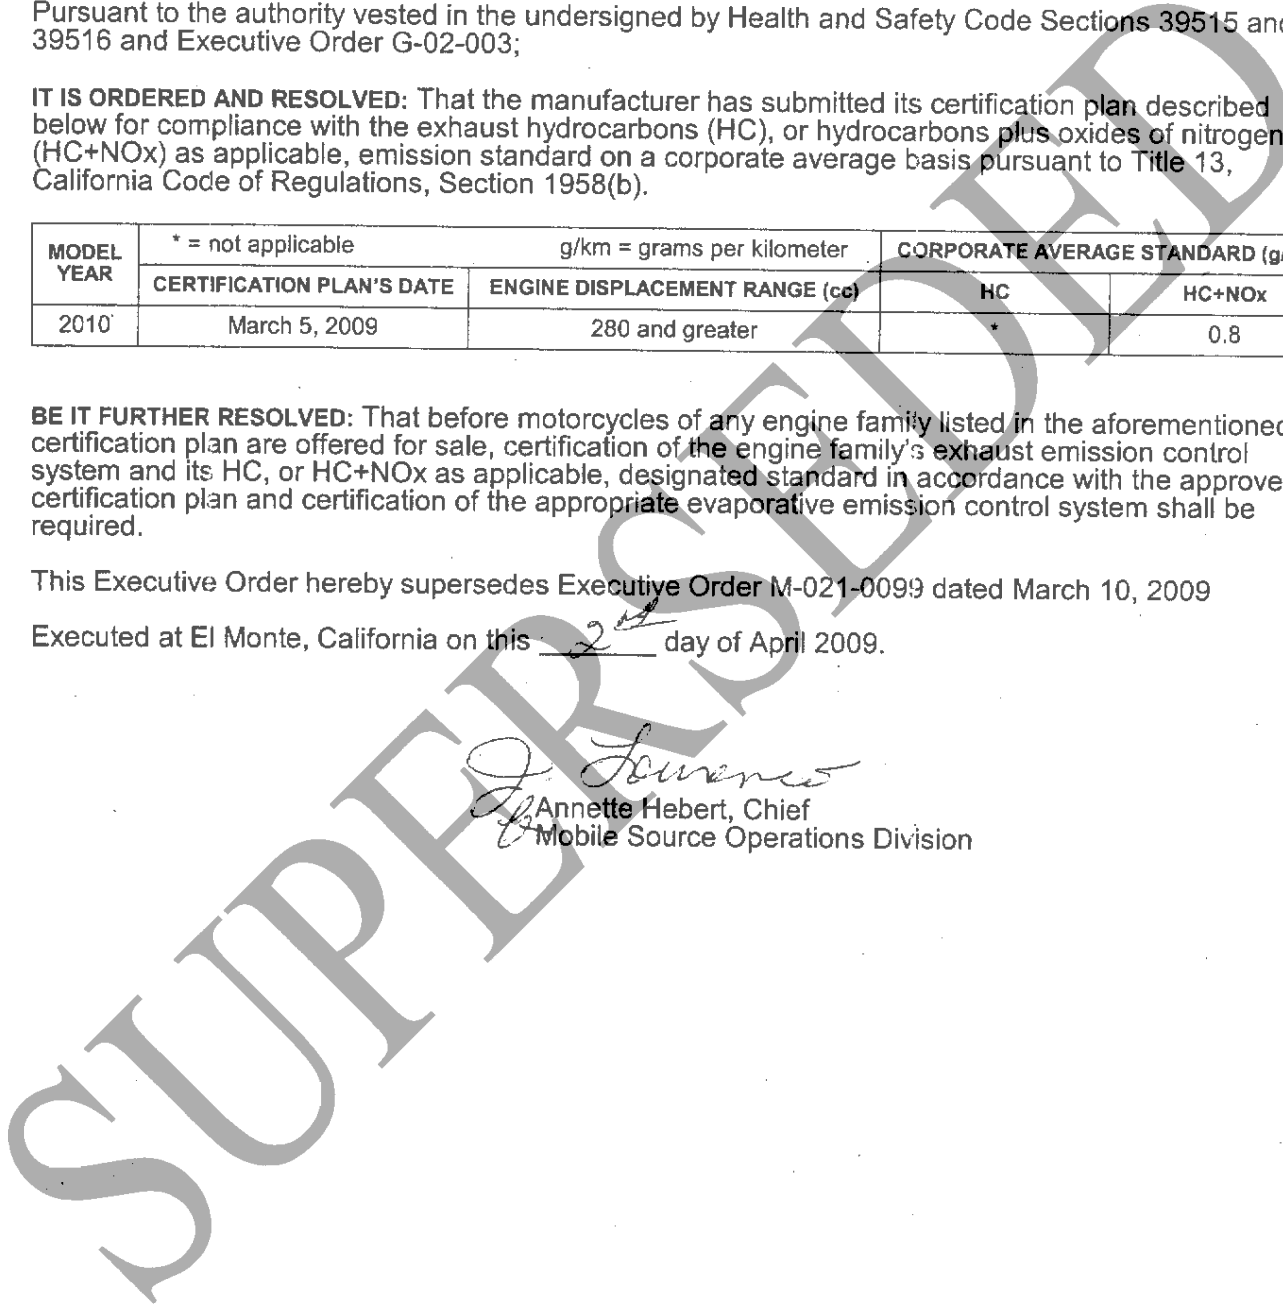 Pursuant to the authority vested in the undersigned by Health and Safety Code Sections 39515 and
39516 and Executive Order G-02-003;
IT IS ORDERED AND RESOLVED: That the manufacturer has submitted its certification plan described
below for compliance with the exhaust hydrocarbons (HC), or hydrocarbons plus oxides of nitrogen
(HC+NOx) as applicable, emission standard on a corporate average basis pursuant to Title 13,
California Code of Regulations, Section 1958(b).
MODEL YEAR * = not applicable g/km = grams per kilometer CORPORATE AVERAGE STANDARD (g/
CERTIFICATION PLAN'S DATE ENGINE DISPLACEMENT RANGE (cc) HC HC+NOx
2010 March 5, 2009 280 and greater * 0.8
BE IT FURTHER RESOLVED: That before motorcycles of any engine family listed in the aforementioned
certification plan are offered for sale, certification of the engine family's exhaust emission control
system and its HC, or HC+NOx as applicable, designated standard in accordance with the approve
certification plan and certification of the appropriate evaporative emission control system shall be
required.
This Executive Order hereby supersedes Executive Order M-021-0099 dated March 10, 2009
Executed at El Monte, California on this 2nd day of April 2009.
Annette Hebert, Chief
Mobile Source Operations Division
SUPERSEDED